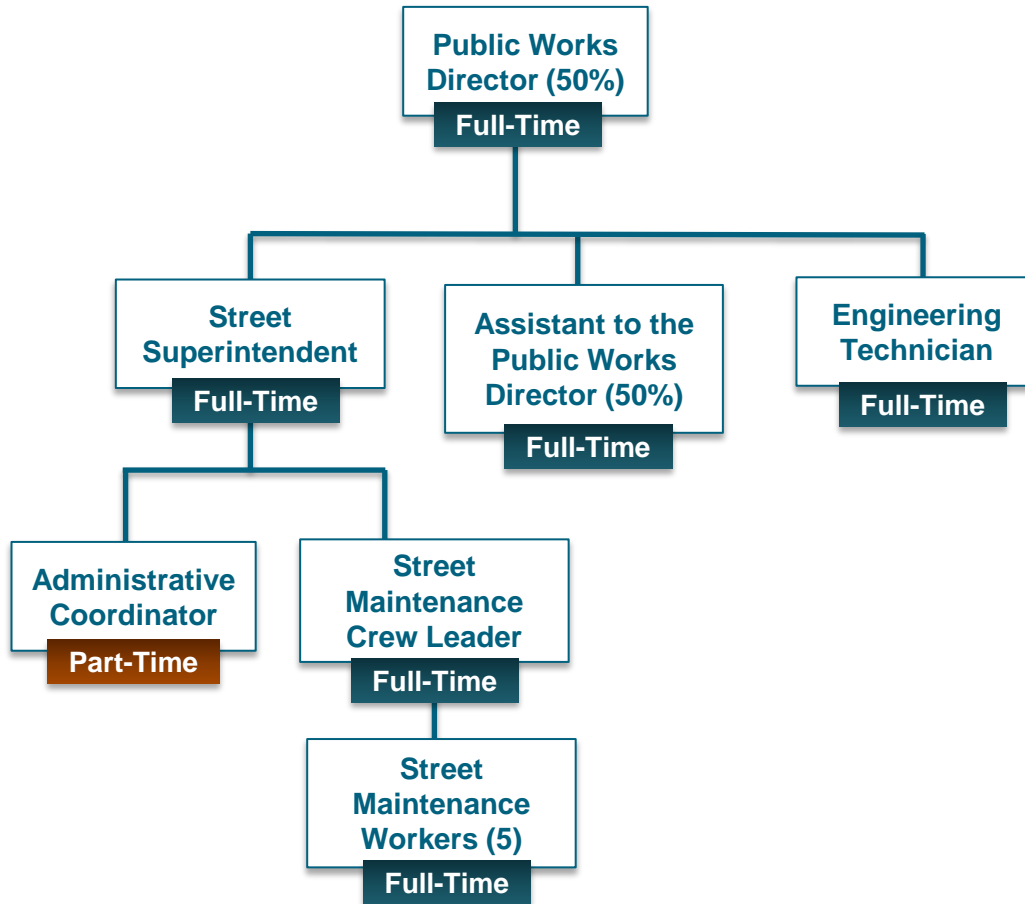 Public Works
Director (50%)
Full-Time
Street
Superintendent
Full-Time
Assistant to the
Public Works
Director (50%)
Full-Time
Engineering
Technician
Full-Time
Administrative
Coordinator
Part-Time
Street
Maintenance
Crew Leader
Full-Time
Street
Maintenance
Workers (5)
Full-Time